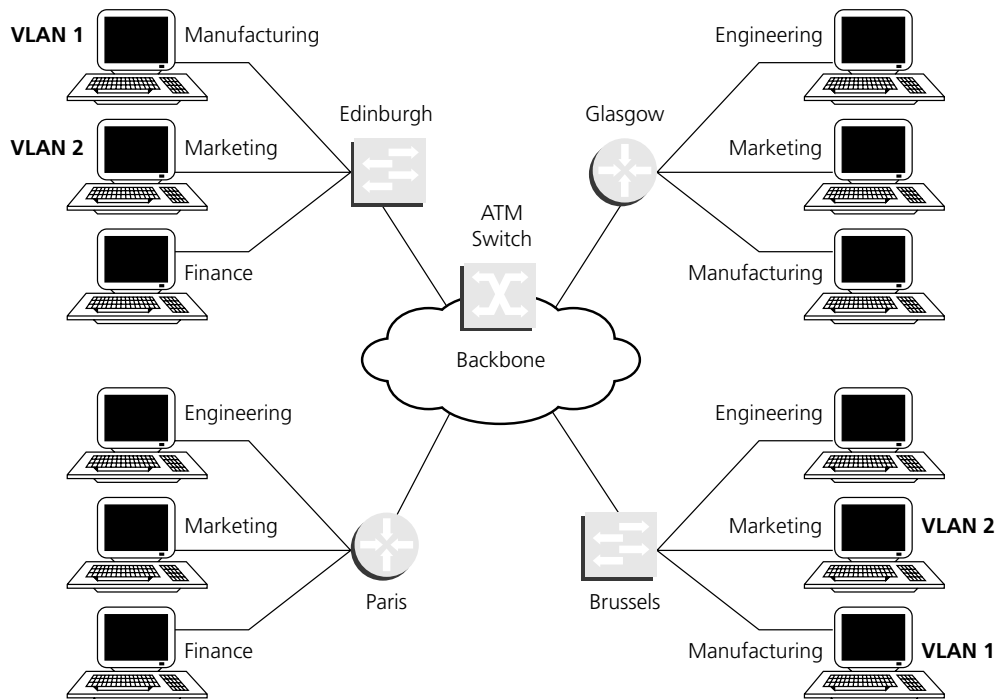 VLAN 1
Manufacturing
VLAN 2
Marketing
Finance
Edinburgh
Glasgow
Engineering
Marketing
Manufacturing
ATM
Switch
Backbone
Engineering
Marketing
Finance
Paris
Brussels
Engineering
Marketing
VLAN 2
Manufacturing
VLAN 1